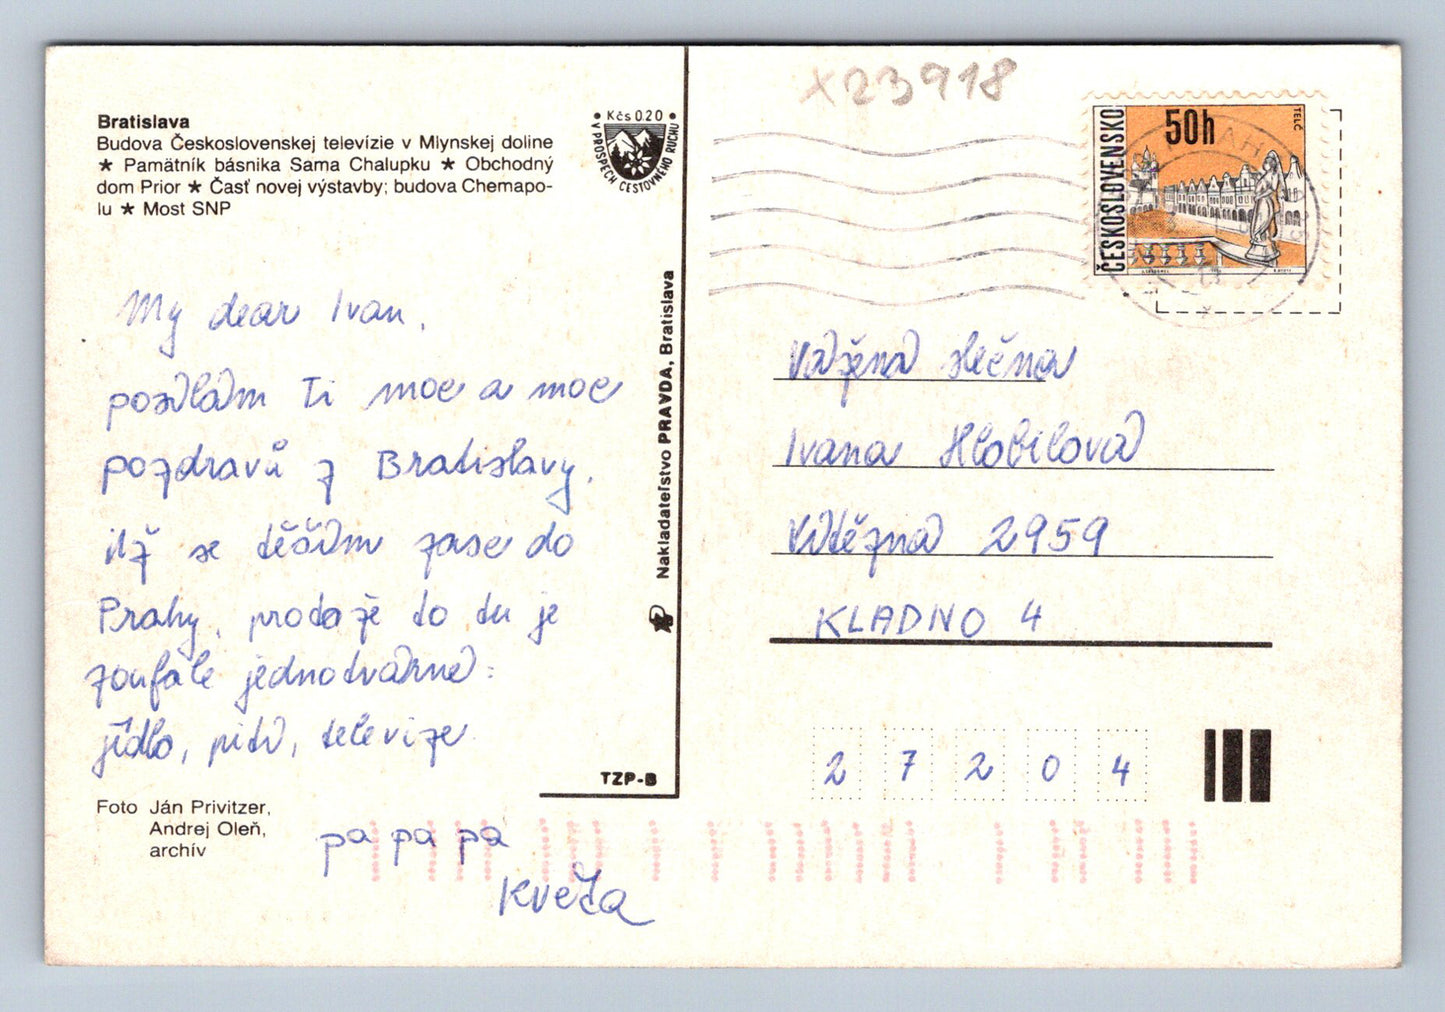 X23918
Bratislava
Budova Československej televízie v Mlynskej doline
★ Pamätník básnika Sama Chalupku ★ Obchodný
dom Prior ★ Časť novej výstavby; budova Chemapo-
lu ★ Most SNP
Kčs 0.20
V PROSPECH CESTOVNÉHO RUCHU
ČESKOSLOVENSKO
50h
TELČ
My dear Ivan,
posílám Ti moc a moc
pozdravů z Bratislavy,
už se těším zase do
Prahy, protože to tu je
zoufale jednotvárné:
jídlo, pití, televize
pa pa pa
Květa
Foto Ján Privitzer,
Andrej Oleň,
archív
Nakladateľstvo PRAVDA, Bratislava
TZP-B
Vážená slečna
Ivana Hlobilová
Vítězná 2959
KLADNO 4
2 7 2 0 4